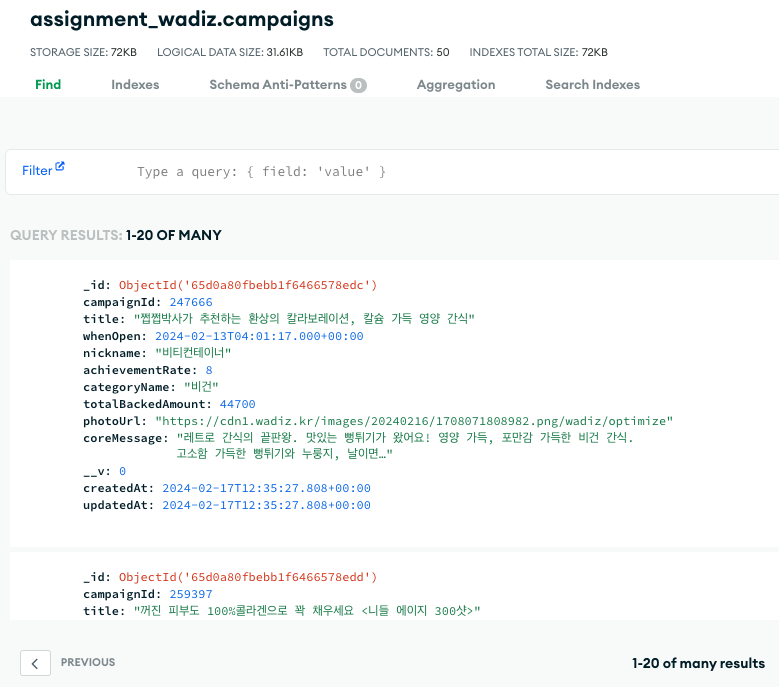 assignment_wadiz.campaigns
STORAGE SIZE: 72KB LOGICAL DATA SIZE: 31.61KB TOTAL DOCUMENTS: 50 INDEXES TOTAL SIZE: 72KB
Find Indexes Schema Anti-Patterns 0 Aggregation Search Indexes
Filter Type a query: { field: 'value' }
QUERY RESULTS: 1-20 OF MANY
_id: ObjectId('65d0a80fbebb1f6466578edc')
campaignId: 247666
title: "쩝쩝박사가 추천하는 환상의 칼라보레이션, 칼슘 가득 영양 간식"
whenOpen: 2024-02-13T04:01:17.000+00:00
nickname: "비티컨테이너"
achievementRate: 8
categoryName: "비건"
totalBackedAmount: 44700
photoUrl: "https://cdn1.wadiz.kr/images/20240216/1708071808982.png/wadiz/optimize"
coreMessage: "레트로 간식의 끝판왕. 맛있는 뻥튀기가 왔어요! 영양 가득, 포만감 가득한 비건 간식.
고소함 가득한 뻥튀기와 누룽지, 날이면…"
__v: 0
createdAt: 2024-02-17T12:35:27.808+00:00
updatedAt: 2024-02-17T12:35:27.808+00:00
_id: ObjectId('65d0a80fbebb1f6466578edd')
campaignId: 259397
title: "꺼진 피부도 100%콜라겐으로 꽉 채우세요 <니들 에이지 300샷>"
PREVIOUS 1-20 of many results